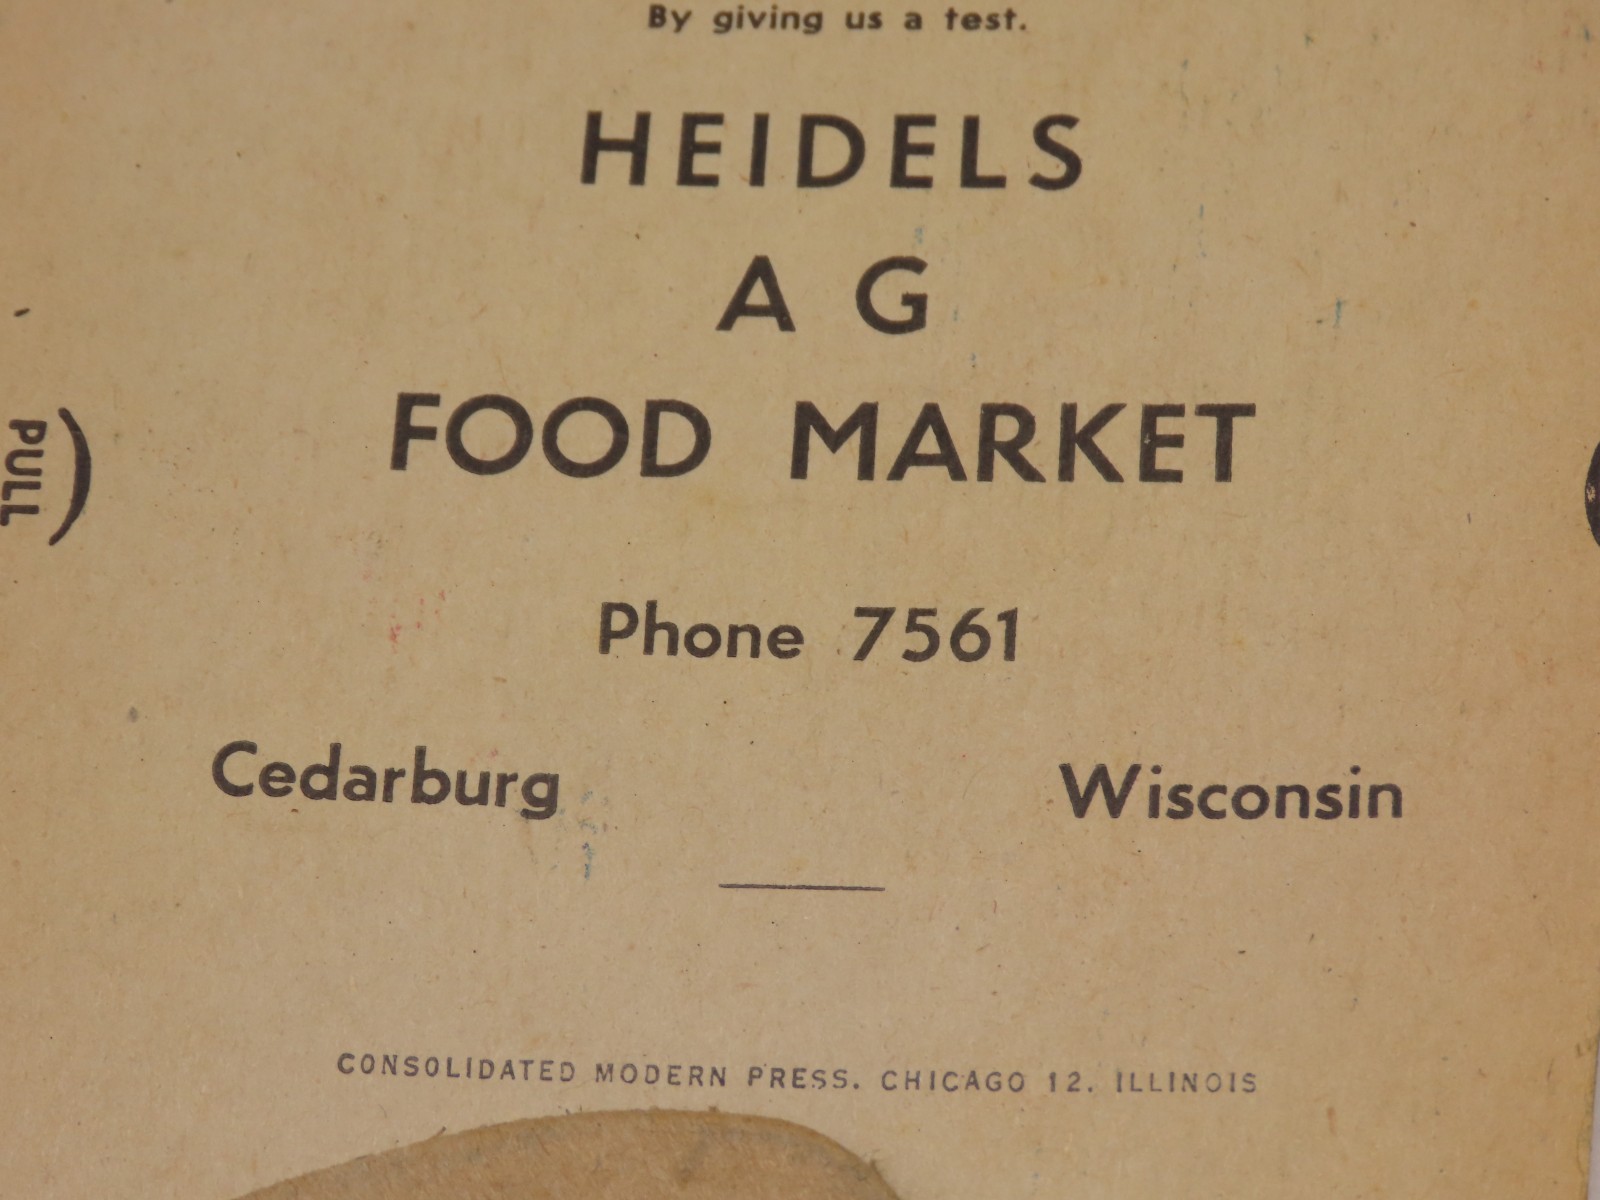 By giving us a test.
HEIDELS
A G
FOOD MARKET
PULL
Phone 7561
Cedarburg Wisconsin
CONSOLIDATED MODERN PRESS. CHICAGO 12. ILLINOIS